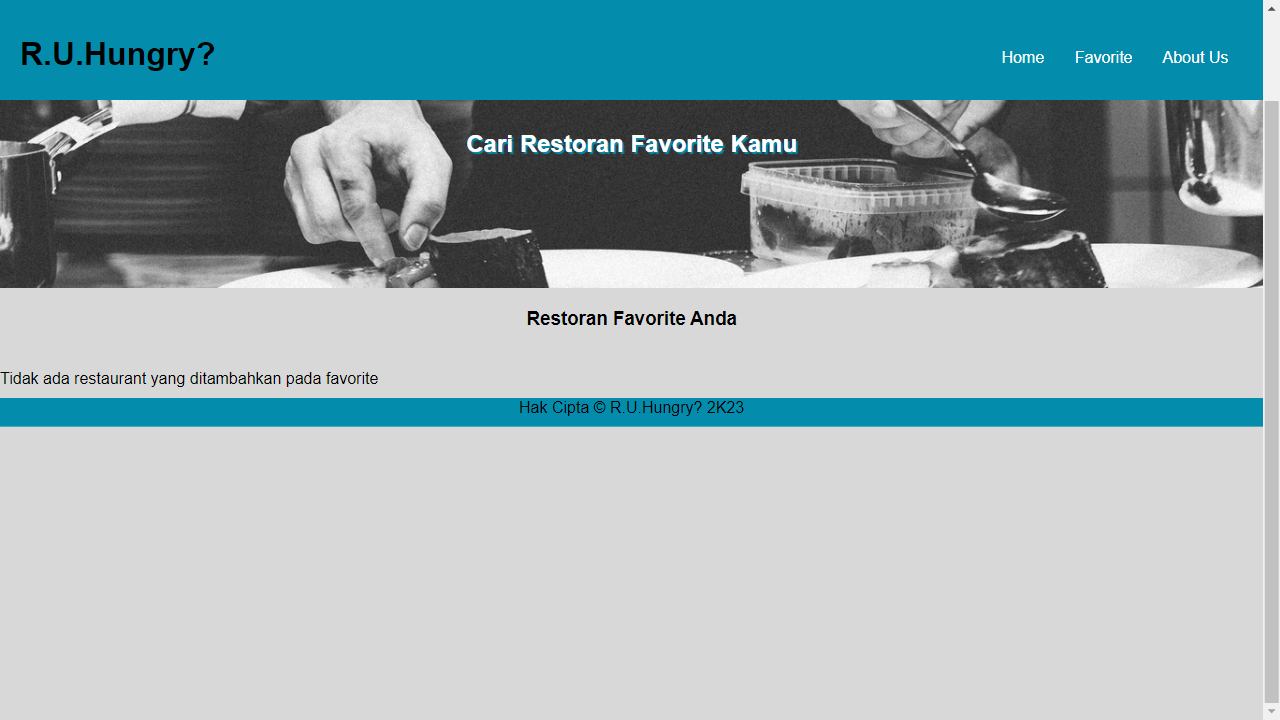 R.U.Hungry?
Home Favorite About Us
Cari Restoran Favorite Kamu
Restoran Favorite Anda
Tidak ada restaurant yang ditambahkan pada favorite
Hak Cipta © R.U.Hungry? 2K23